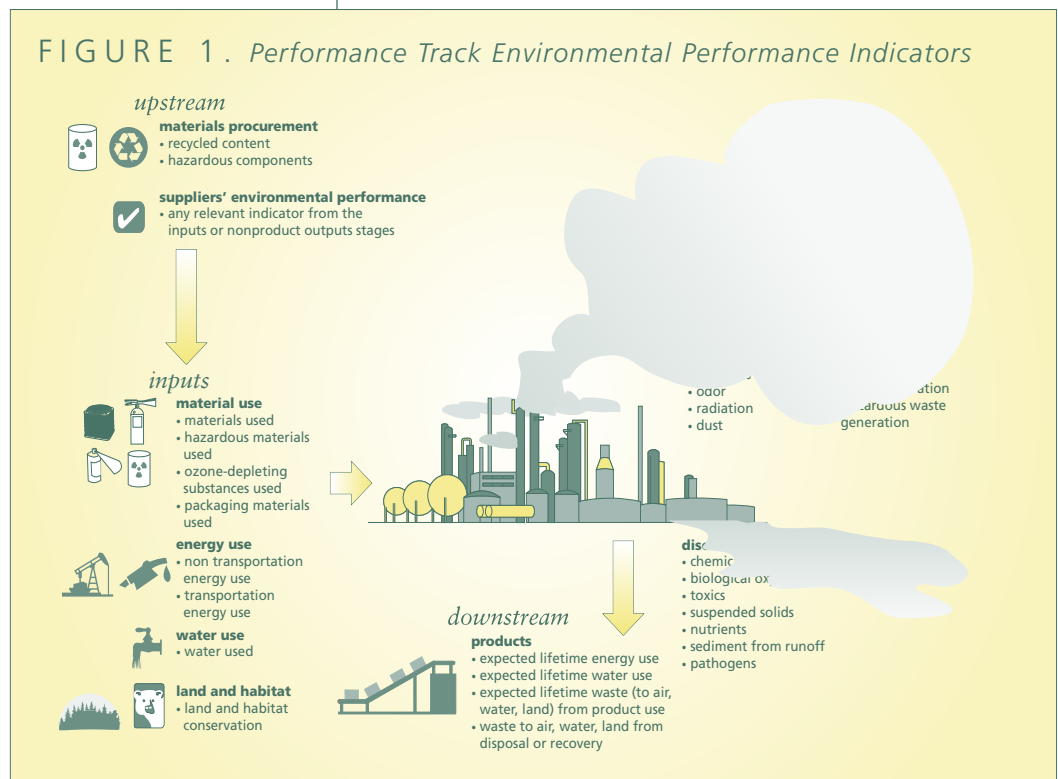 FIGURE 1. Performance Track Environmental Performance Indicators
upstream
materials procurement
• recycled content
• hazardous components
suppliers' environmental performance
• any relevant indicator from the
inputs or nonproduct outputs stages
inputs
material use
• materials used
• hazardous materials
used
• ozone-depleting
substances used
• packaging materials
used
energy use
• non transportation
energy use
• transportation
energy use
water use
• water used
land and habitat
• land and habitat
conservation
• odor
• radiation
• dust
waste
generation
• biological
• toxics
• suspended solids
• nutrients
• sediment from runoff
• pathogens
downstream
products
• expected lifetime energy use
• expected lifetime water use
• expected lifetime waste (to air,
water, land) from product use
• waste to air, water, land from
disposal or recovery